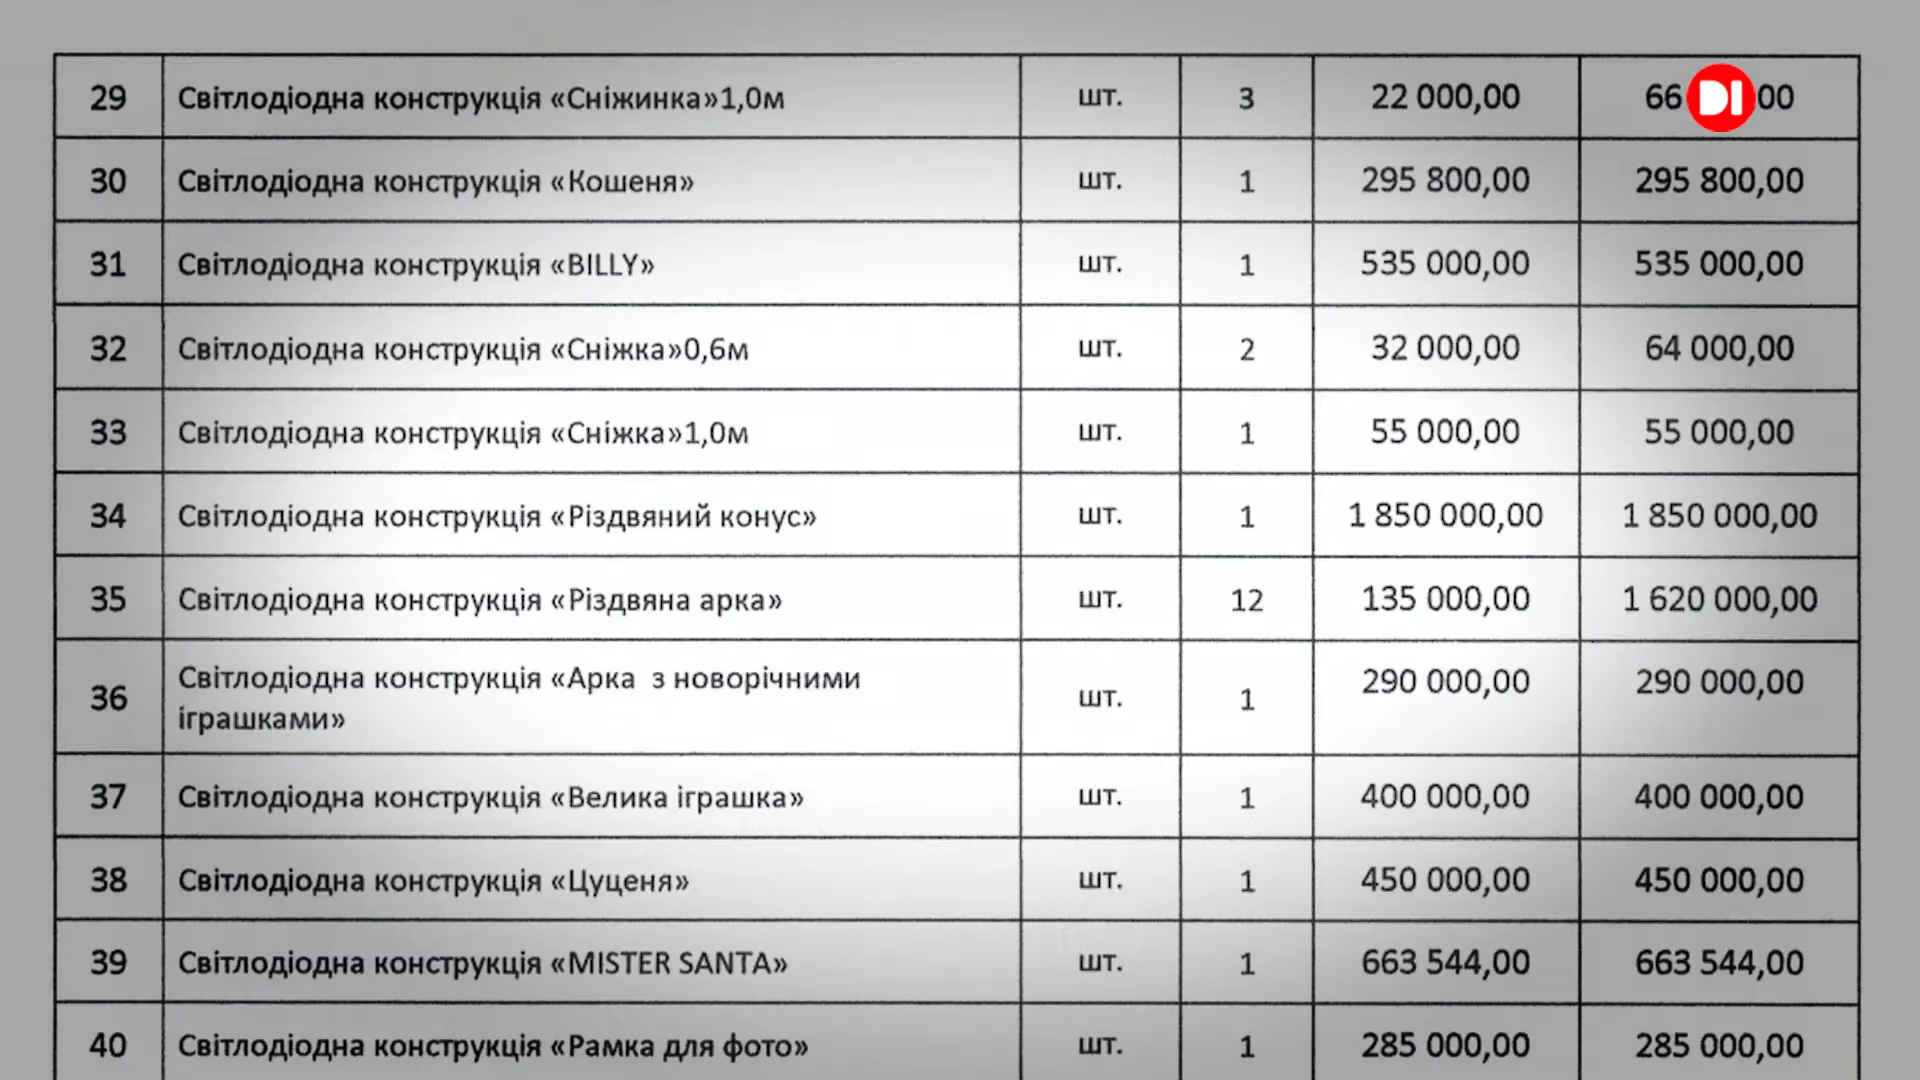 29 Світлодіодна конструкція «Сніжинка»1,0м шт. 3 22 000,00 66 DI 00
30 Світлодіодна конструкція «Кошеня» шт. 1 295 800,00 295 800,00
31 Світлодіодна конструкція «BILLY» шт. 1 535 000,00 535 000,00
32 Світлодіодна конструкція «Сніжка»0,6м шт. 2 32 000,00 64 000,00
33 Світлодіодна конструкція «Сніжка»1,0м шт. 1 55 000,00 55 000,00
34 Світлодіодна конструкція «Різдвяний конус» шт. 1 1 850 000,00 1 850 000,00
35 Світлодіодна конструкція «Різдвяна арка» шт. 12 135 000,00 1 620 000,00
36 Світлодіодна конструкція «Арка з новорічними
іграшками» шт. 1 290 000,00 290 000,00
37 Світлодіодна конструкція «Велика іграшка» шт. 1 400 000,00 400 000,00
38 Світлодіодна конструкція «Цуценя» шт. 1 450 000,00 450 000,00
39 Світлодіодна конструкція «MISTER SANTA» шт. 1 663 544,00 663 544,00
40 Світлодіодна конструкція «Рамка для фото» шт. 1 285 000,00 285 000,00